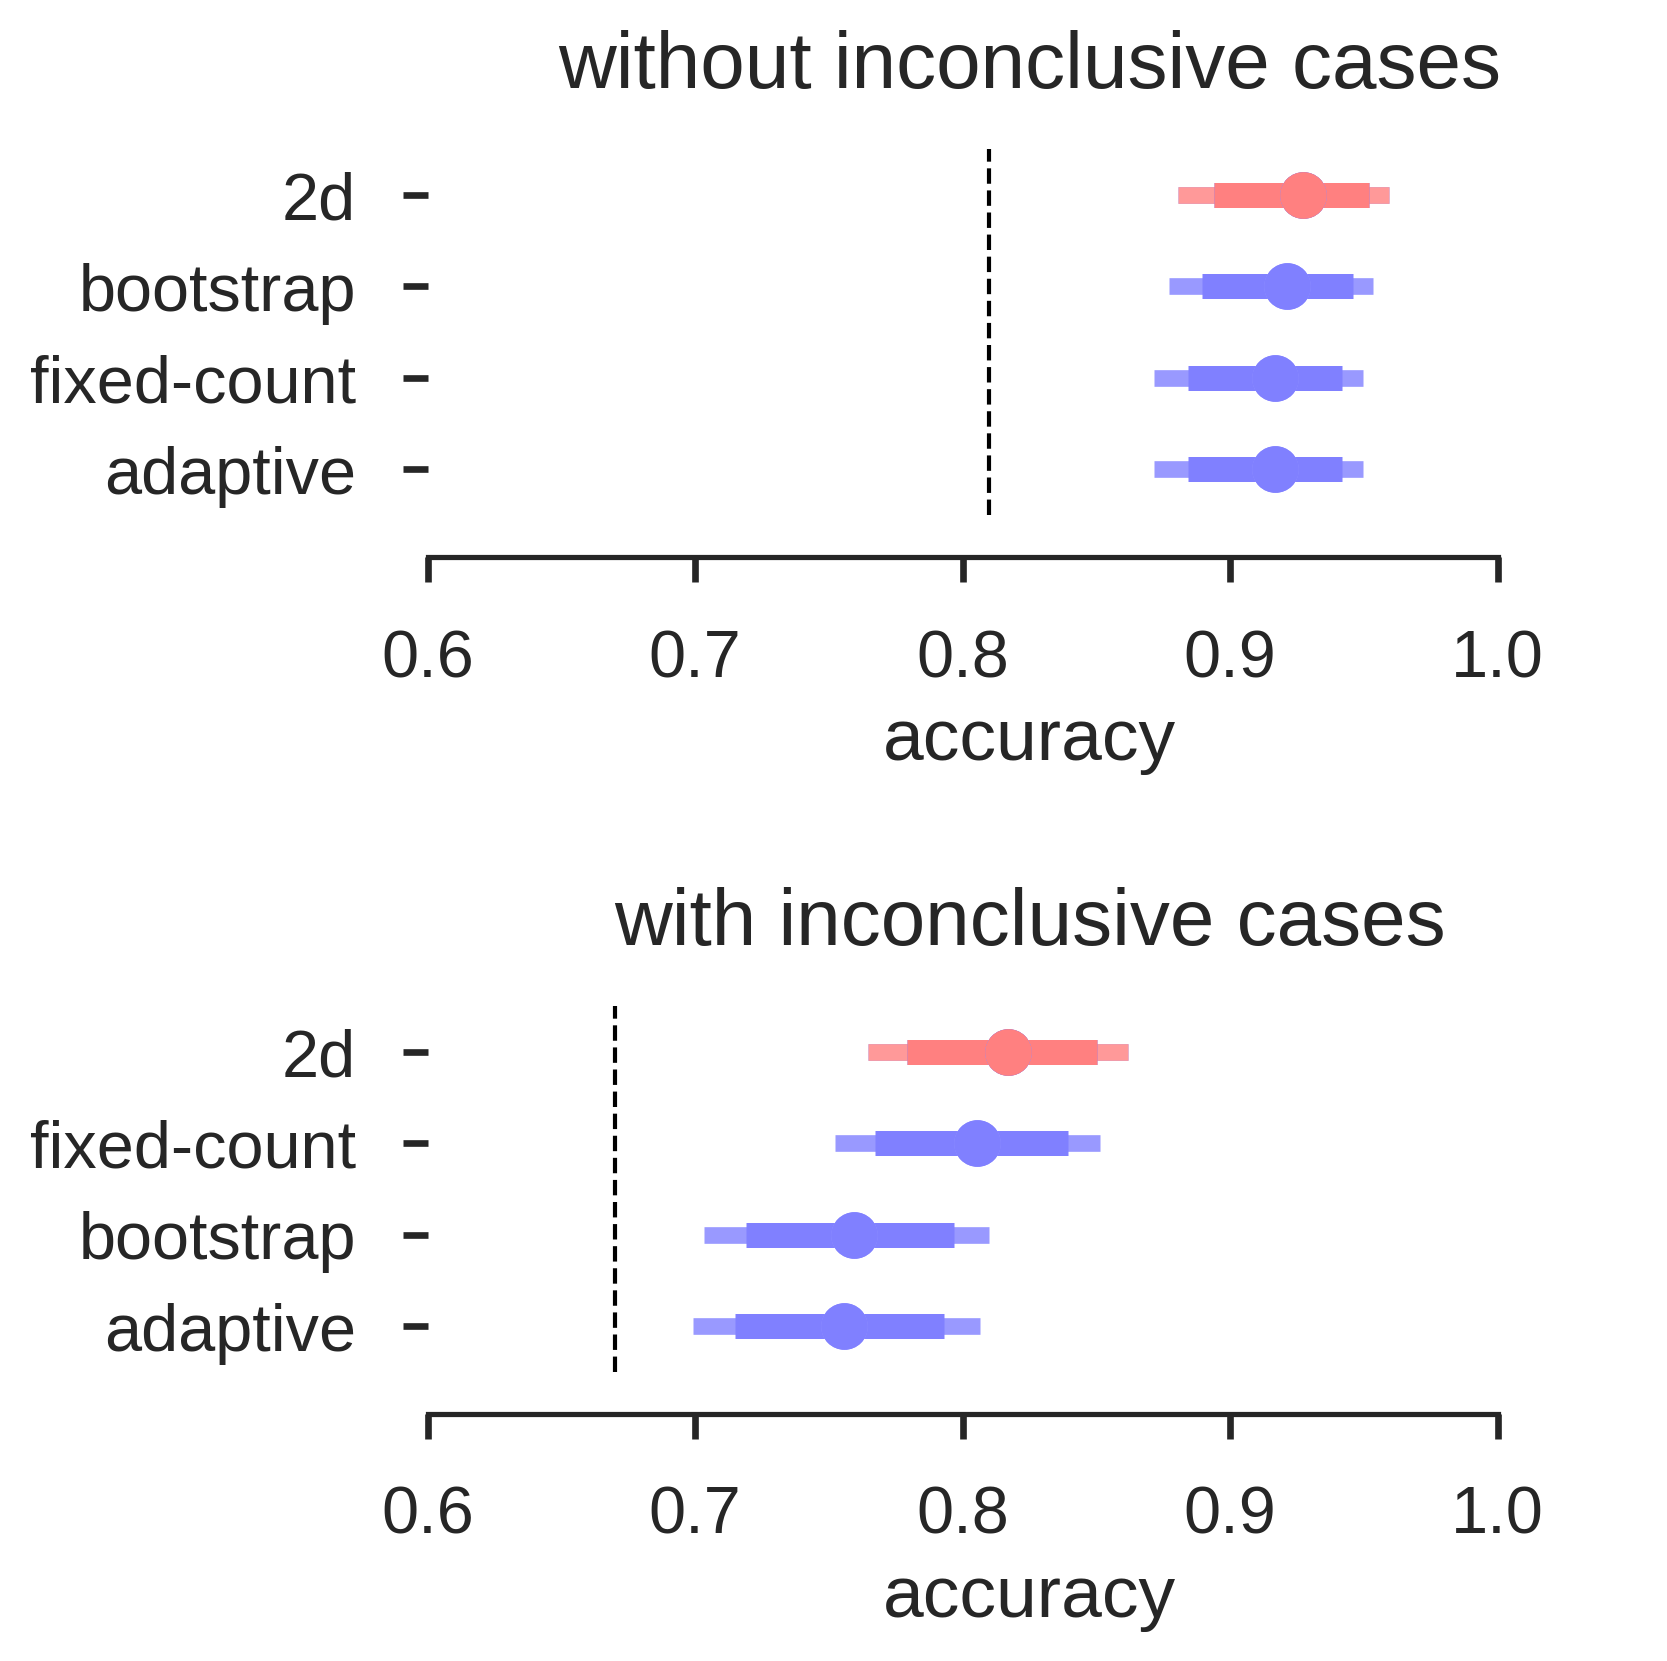 without inconclusive cases
2d
bootstrap
fixed-count
adaptive
0.6 0.7 0.8 0.9 1.0
accuracy
with inconclusive cases
2d
fixed-count
bootstrap
adaptive
0.6 0.7 0.8 0.9 1.0
accuracy